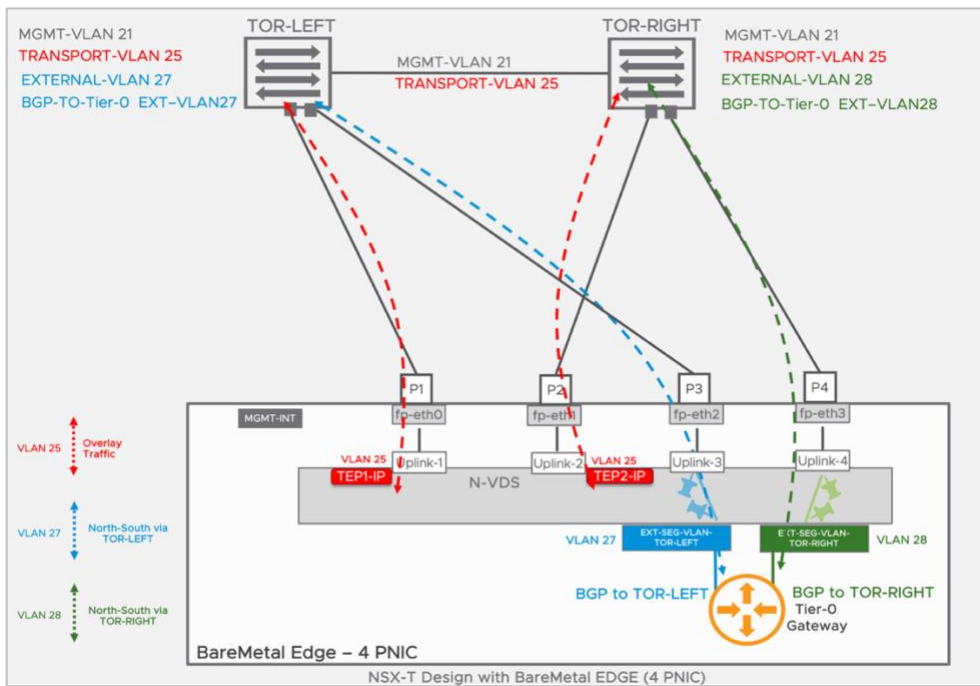 TOR-LEFT
TOR-RIGHT
MGMT-VLAN 21
TRANSPORT-VLAN 25
EXTERNAL-VLAN 27
BGP-TO-Tier-0 EXT–VLAN27
MGMT-VLAN 21
TRANSPORT-VLAN 25
MGMT-VLAN 21
TRANSPORT-VLAN 25
EXTERNAL-VLAN 28
BGP-TO-Tier-0 EXT–VLAN28
P1
P2
P3
P4
MGMT-INT
fp-eth0
fp-eth1
fp-eth2
fp-eth3
VLAN 25
Overlay
Traffic
VLAN 25
Uplink-1
Uplink-2
VLAN 25
Uplink-3
Uplink-4
TEP1-IP
N-VDS
TEP2-IP
VLAN 27
North-South via
TOR-LEFT
VLAN 27
EXT-SEG-VLAN-
TOR-LEFT
EXT-SEG-VLAN-
TOR-RIGHT
VLAN 28
BGP to TOR-LEFT
BGP to TOR-RIGHT
Tier-0
Gateway
VLAN 28
North-South via
TOR-RIGHT
BareMetal Edge – 4 PNIC
NSX-T Design with BareMetal EDGE (4 PNIC)